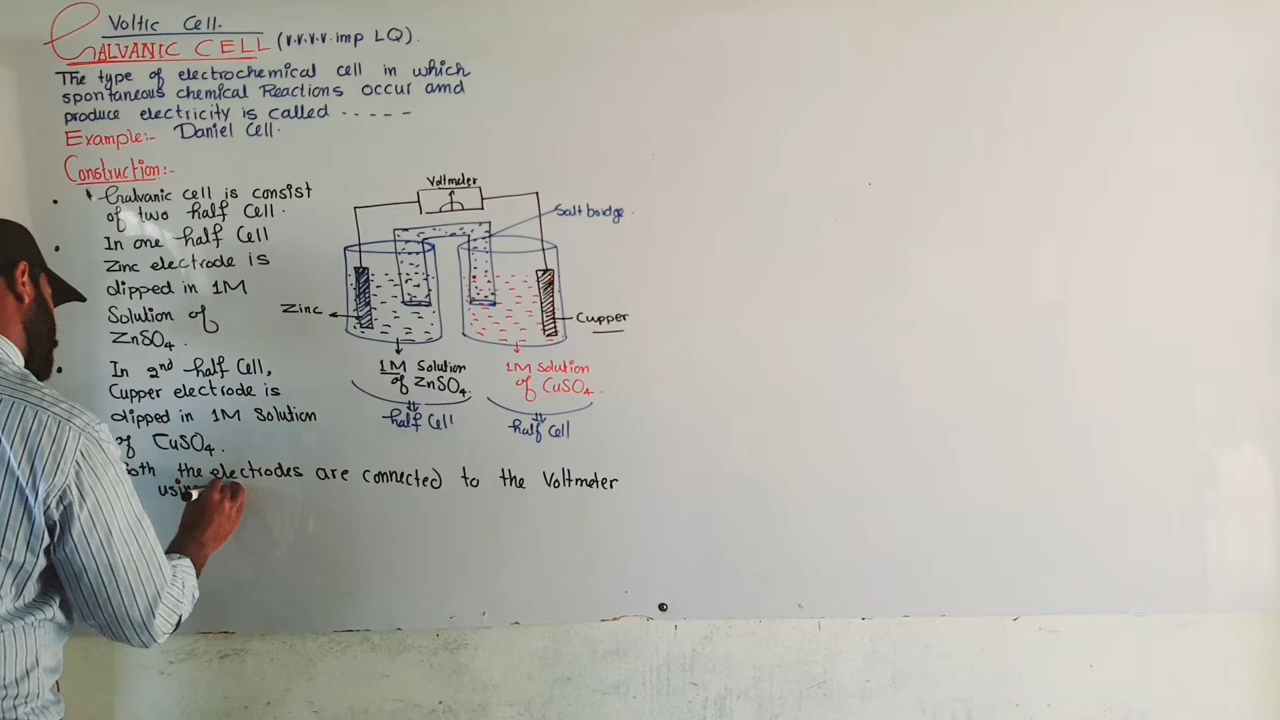 Voltic Cell.
GALVANIC CELL (v.v.v.v.imp LQ).
The type of electrochemical cell in which
spontaneous chemical Reactions occur and
produce electricity is called -----
Example:- Daniel Cell.
Construction:-
Galvanic cell is consist
of two half Cell.
In one half Cell
Zinc electrode is
dipped in 1M
Solution of
ZnSO4.
In 2nd half Cell,
Cupper electrode is
dipped in 1M Solution
of CuSO4.
the electrodes are connected to the Voltmeter
Voltmeter
Salt bridge.
Zinc
Cupper
1M Solution
of ZnSO4.
half Cell
1M Solution
of CuSO4.
half Cell